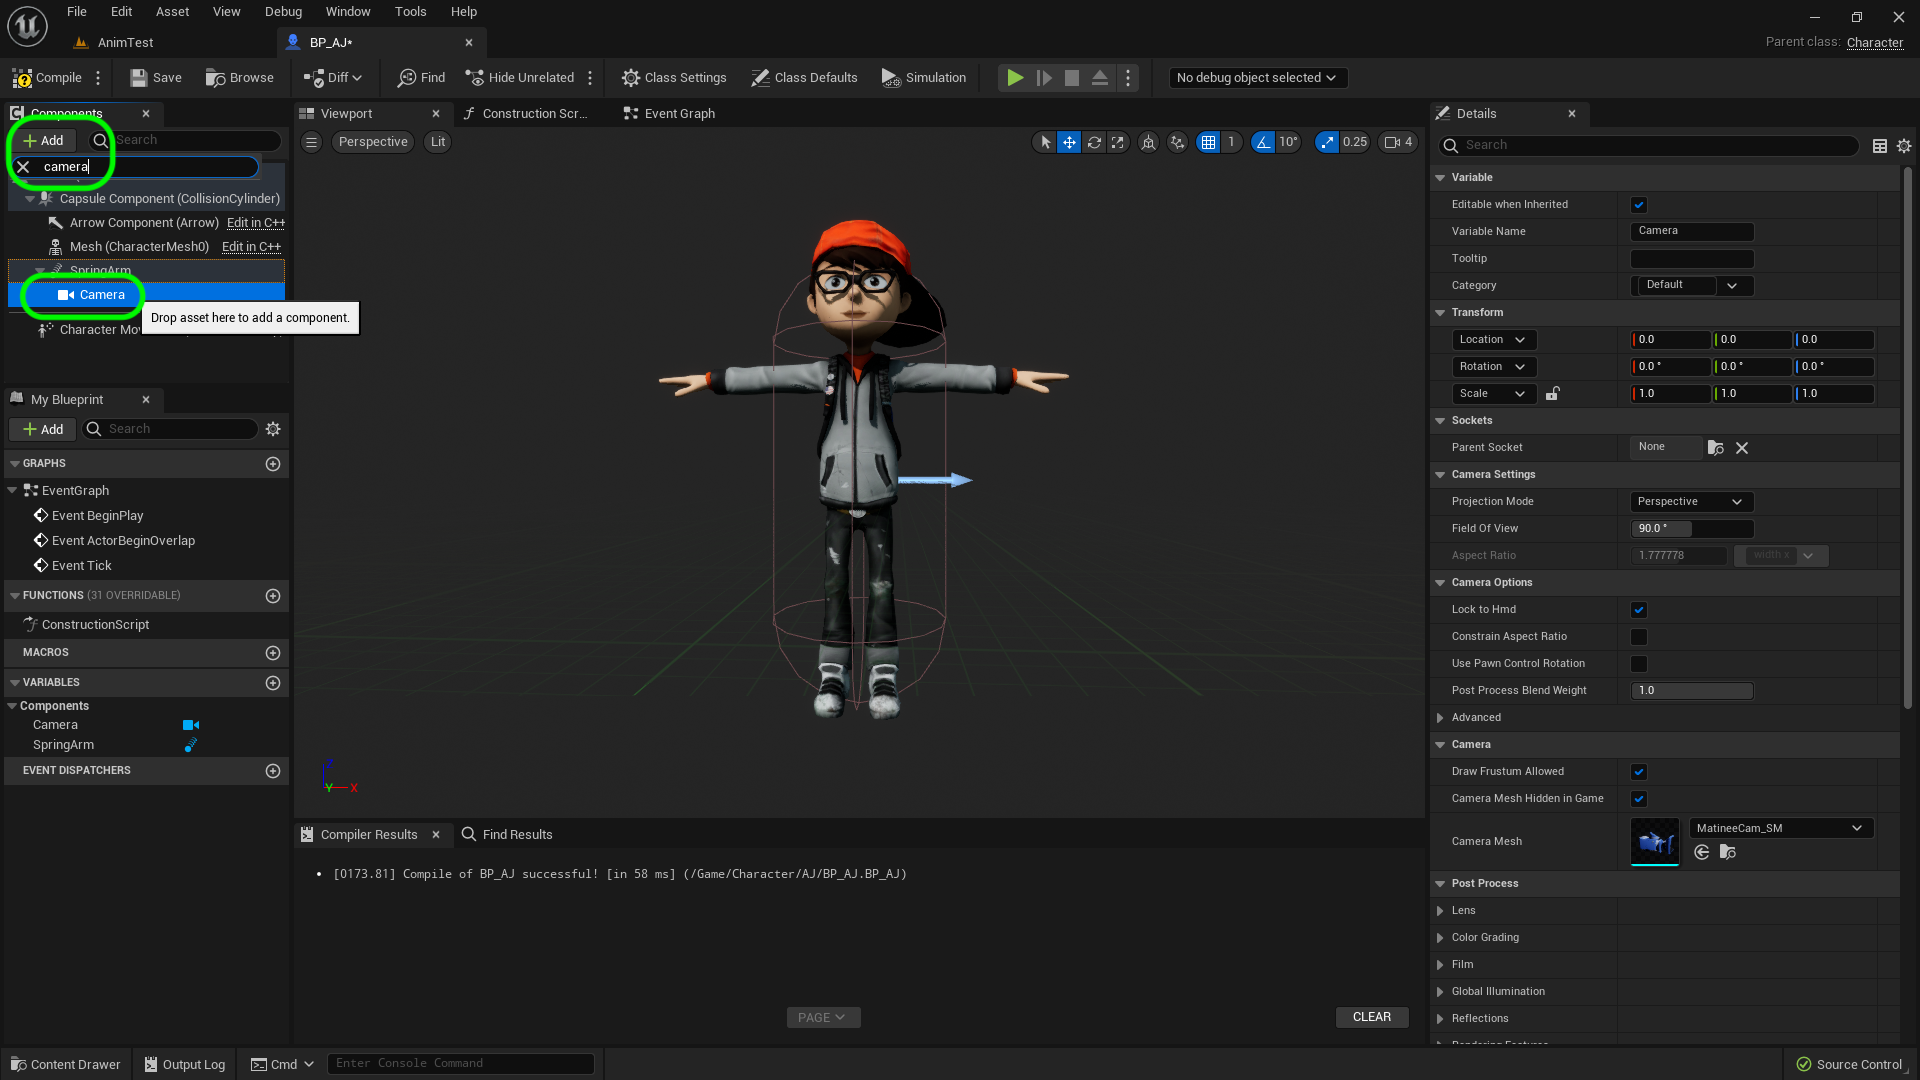 File Edit Asset View Debug Window Tools Help
AnimTest
BP_AJ*
Parent class: Character
Compile Save Browse Diff Find Hide Unrelated Class Settings Class Defaults Simulation No debug object selected
Components
Viewport
Construction Scr...
Event Graph
Details
Add
Search
camera
Capsule Component (CollisionCylinder)
Arrow Component (Arrow) Edit in C++
Mesh (CharacterMesh0) Edit in C++
SpringArm
Camera
Drop asset here to add a component.
Character Mo
My Blueprint
Add
Search
GRAPHS
EventGraph
Event BeginPlay
Event ActorBeginOverlap
Event Tick
FUNCTIONS (31 OVERRIDABLE)
ConstructionScript
MACROS
VARIABLES
Components
Camera
SpringArm
EVENT DISPATCHERS
Perspective Lit
1 10° 0.25 4
Y X
Compiler Results
Find Results
[0173.81] Compile of BP_AJ successful! [in 58 ms] (/Game/Character/AJ/BP_AJ.BP_AJ)
PAGE
CLEAR
Search
Variable
Editable when Inherited
Variable Name Camera
Tooltip
Category Default
Transform
Location 0.0 0.0 0.0
Rotation 0.0 ° 0.0 ° 0.0 °
Scale 1.0 1.0 1.0
Sockets
Parent Socket None
Camera Settings
Projection Mode Perspective
Field Of View 90.0 °
Aspect Ratio 1.777778 width x
Camera Options
Lock to Hmd
Constrain Aspect Ratio
Use Pawn Control Rotation
Post Process Blend Weight 1.0
Advanced
Camera
Draw Frustum Allowed
Camera Mesh Hidden in Game
Camera Mesh MatineeCam_SM
Post Process
Lens
Color Grading
Film
Global Illumination
Reflections
Content Drawer Output Log Cmd Enter Console Command Source Control